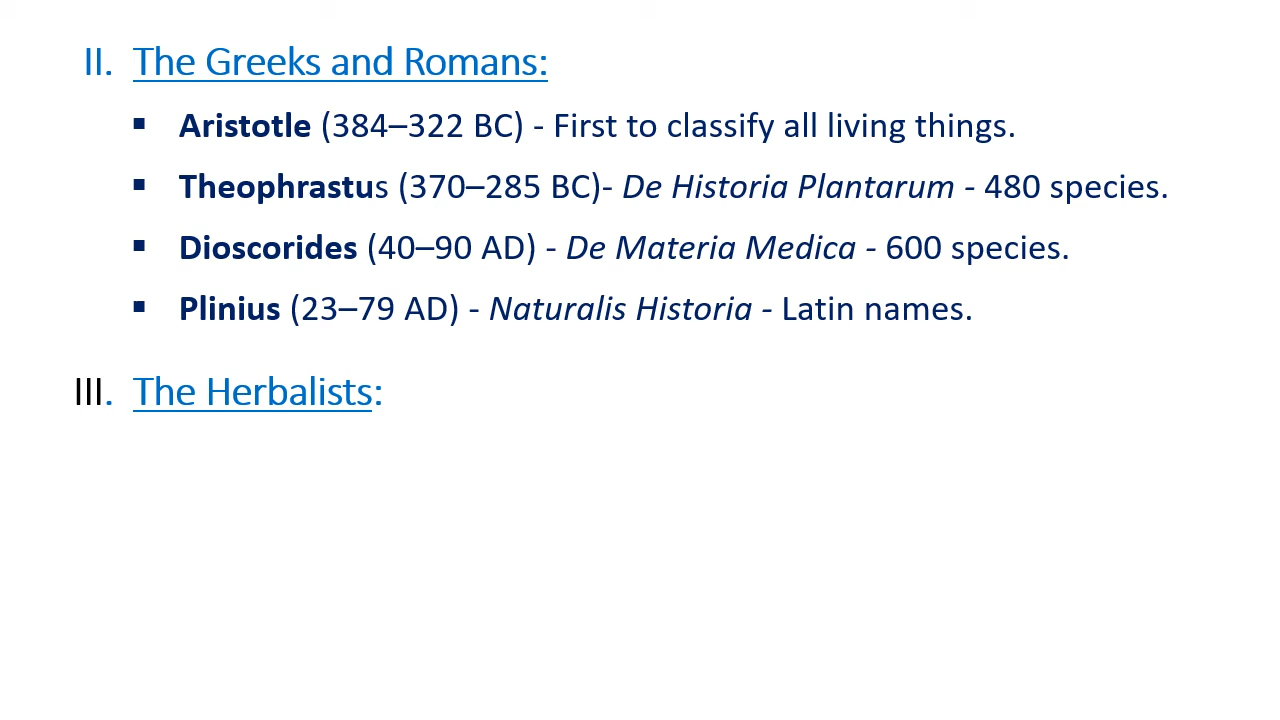 II. The Greeks and Romans:
▪ Aristotle (384–322 BC) - First to classify all living things.
▪ Theophrastus (370–285 BC)- De Historia Plantarum - 480 species.
▪ Dioscorides (40–90 AD) - De Materia Medica - 600 species.
▪ Plinius (23–79 AD) - Naturalis Historia - Latin names.
III. The Herbalists: